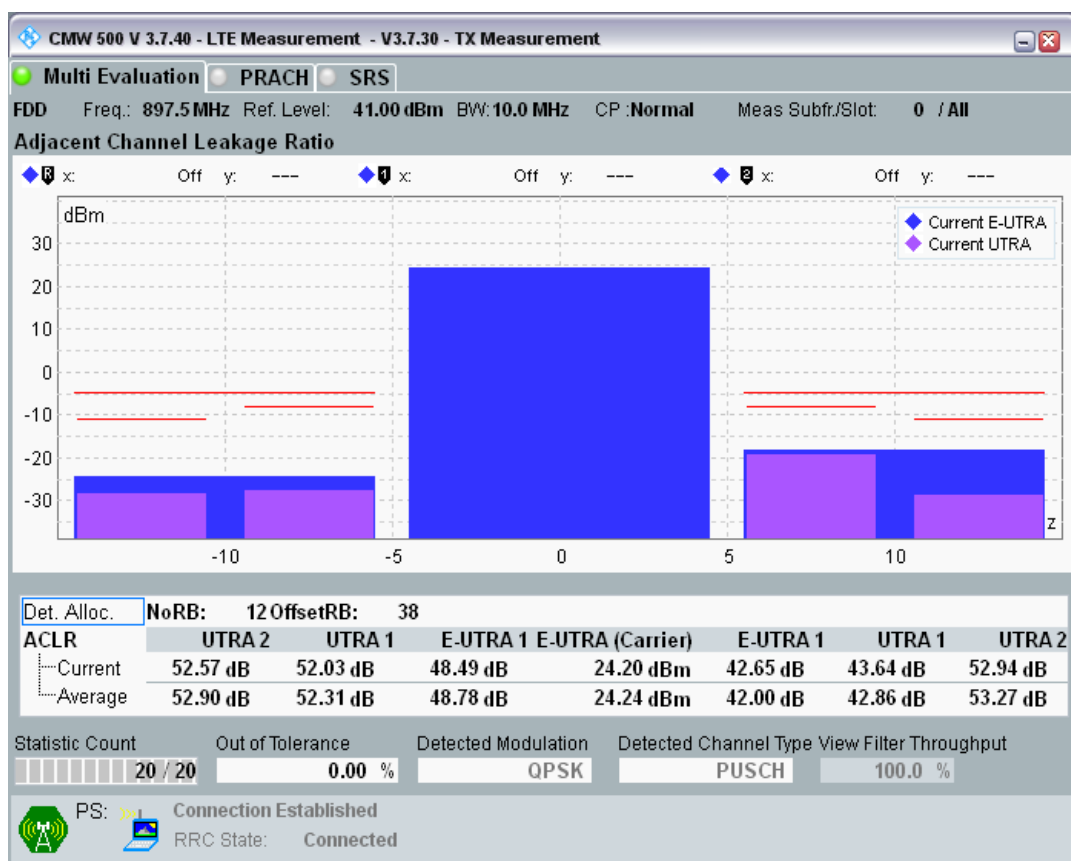 CMW 500 V 3.7.40 - LTE Measurement - V3.7.30 - TX Measurement
Multi Evaluation PRACH SRS
FDD Freq.: 897.5 MHz Ref. Level: 41.00 dBm BW: 10.0 MHz CP :Normal Meas Subfr./Slot: 0 / All
Adjacent Channel Leakage Ratio
R x: Off y: --- 1 x: Off y: --- 2 x: Off y: ---
dBm
Current E-UTRA
Current UTRA
30
20
10
0
-10
-20
-30
z
-10 -5 0 5 10
Det. Alloc. NoRB: 12 OffsetRB: 38
ACLR UTRA 2 UTRA 1 E-UTRA 1 E-UTRA (Carrier) E-UTRA 1 UTRA 1 UTRA 2
Current 52.57 dB 52.03 dB 48.49 dB 24.20 dBm 42.65 dB 43.64 dB 52.94 dB
Average 52.90 dB 52.31 dB 48.78 dB 24.24 dBm 42.00 dB 42.86 dB 53.27 dB
Statistic Count Out of Tolerance Detected Modulation Detected Channel Type View Filter Throughput
20 / 20 0.00 % QPSK PUSCH 100.0 %
PS: Connection Established
RRC State: Connected